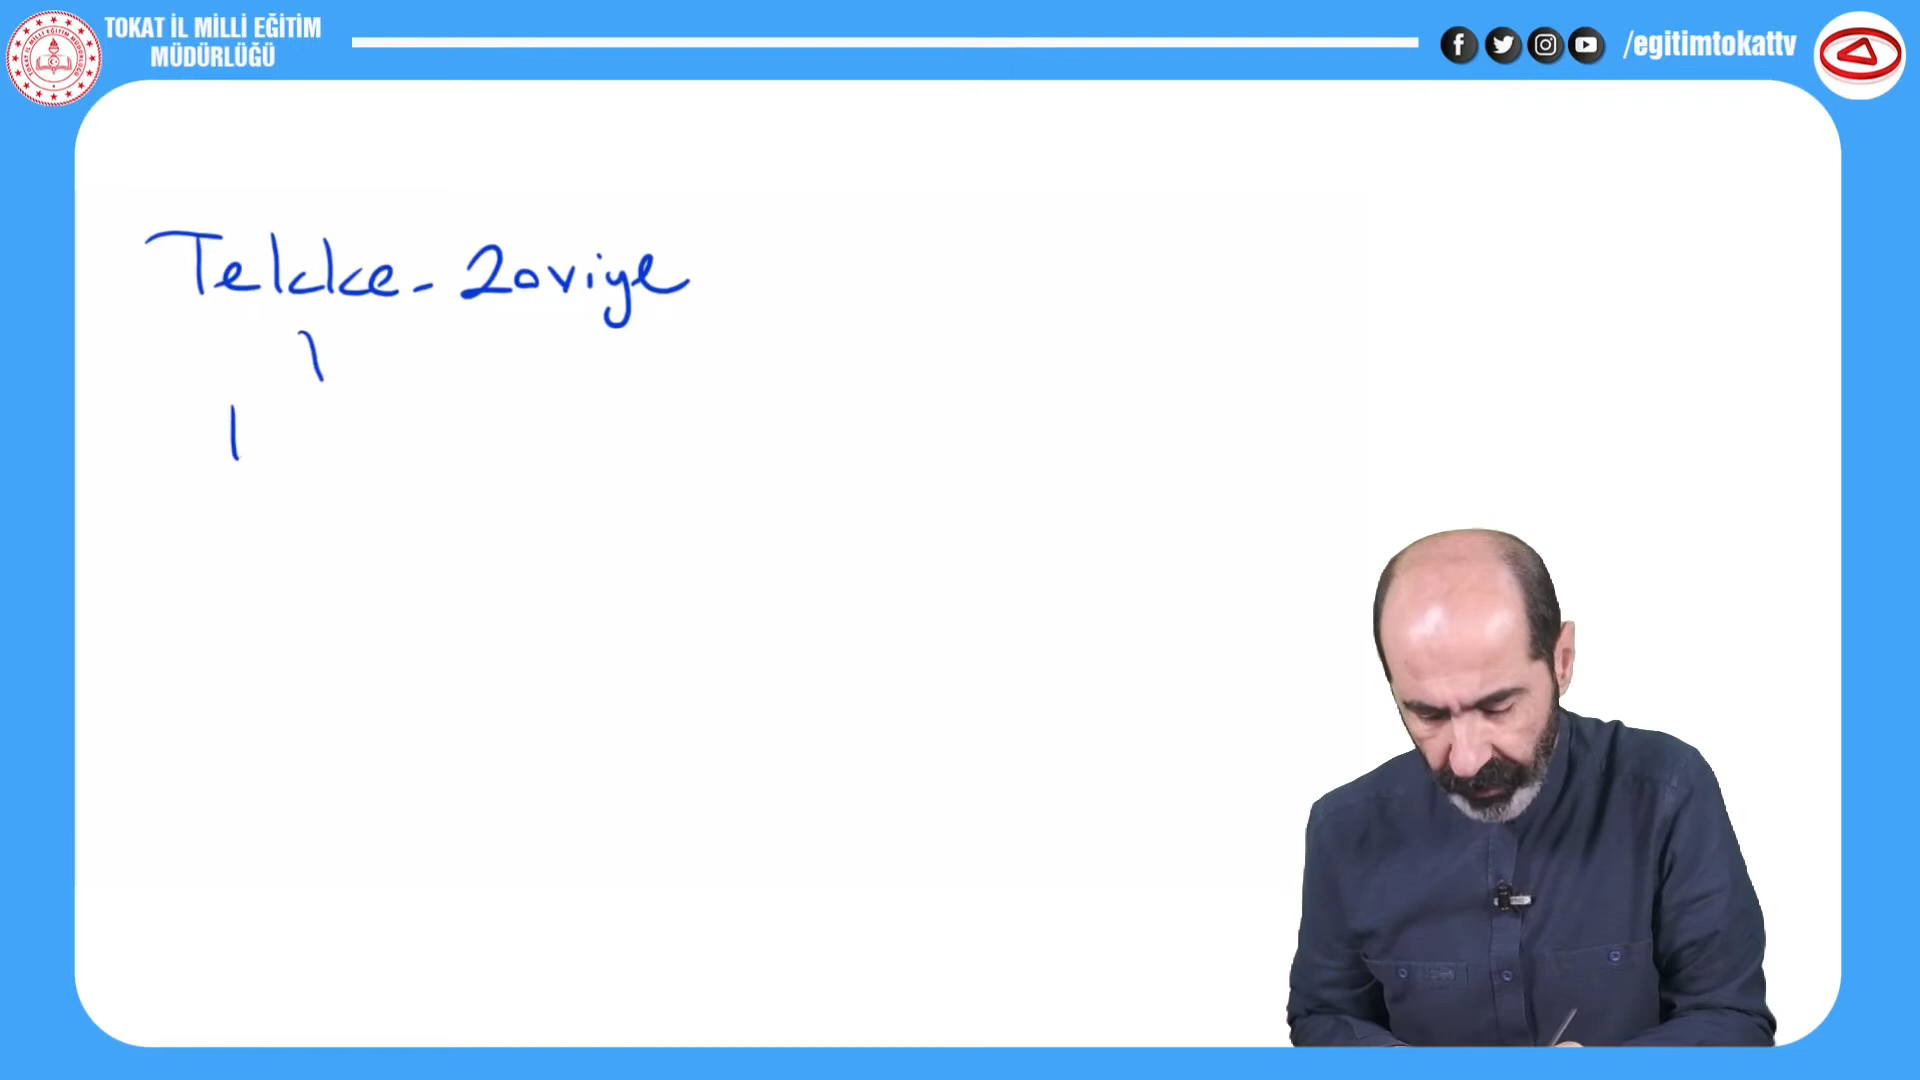 TOKAT İL MİLLİ EĞİTİM
MÜDÜRLÜĞÜ
/egitimtokattv
Tekke - Zaviye